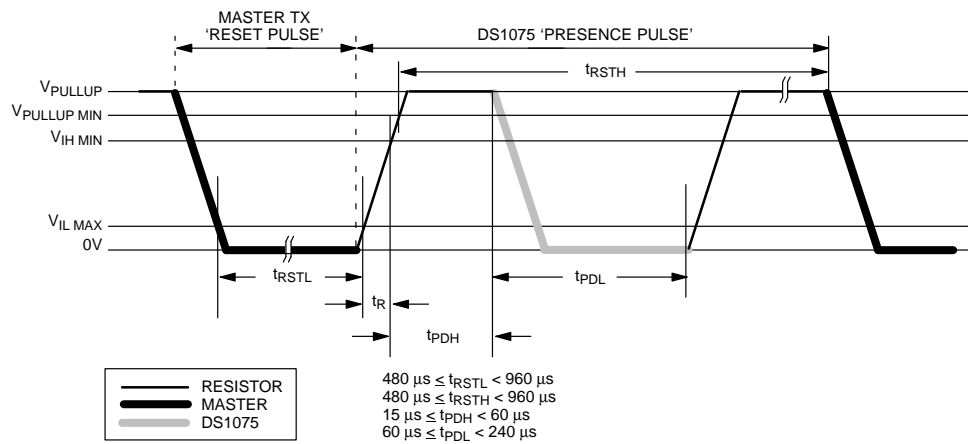 MASTER TX
'RESET PULSE'
DS1075 'PRESENCE PULSE'
tRSTH
VPULLUP
VPULLUP MIN
VIH MIN
VIL MAX
0V
tRSTL
tR
tPDL
tPDH
RESISTOR
MASTER
DS1075
480 μs ≤ tRSTL < 960 μs
480 μs ≤ tRSTH < 960 μs
15 μs ≤ tPDH < 60 μs
60 μs ≤ tPDL < 240 μs